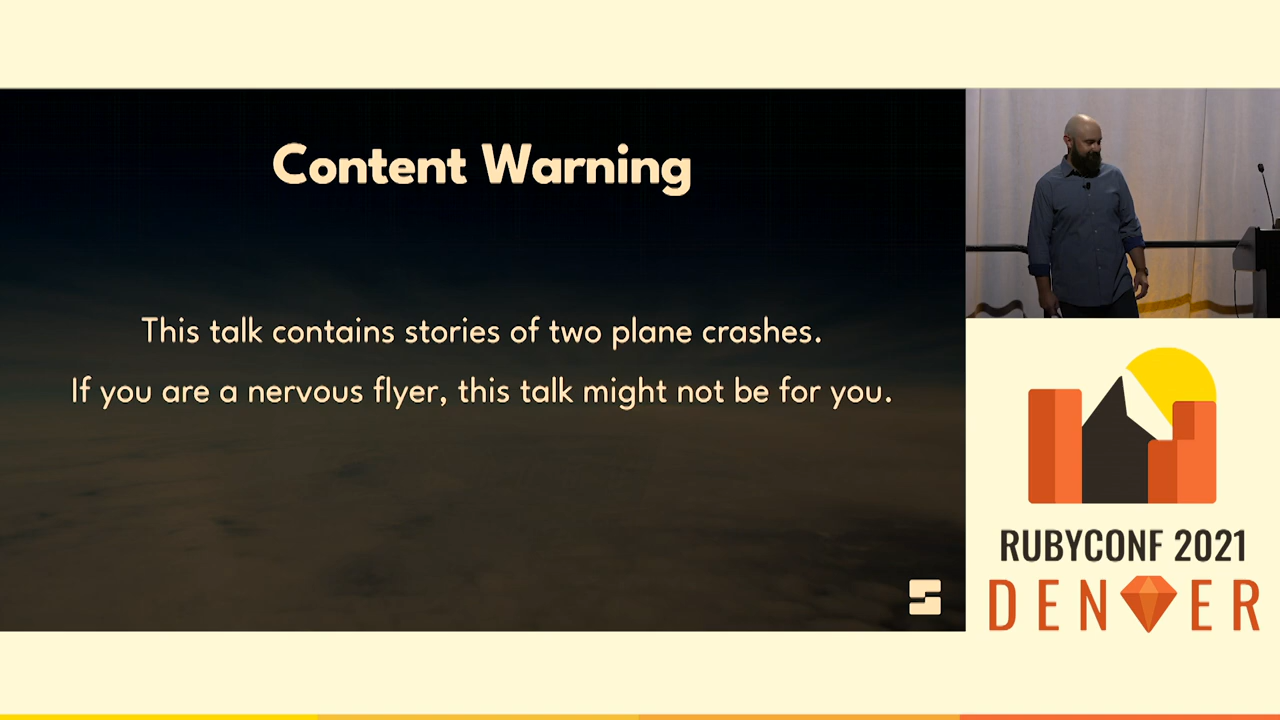 Content Warning
This talk contains stories of two plane crashes.
If you are a nervous flyer, this talk might not be for you.
RUBYCONF 2021
DENVER